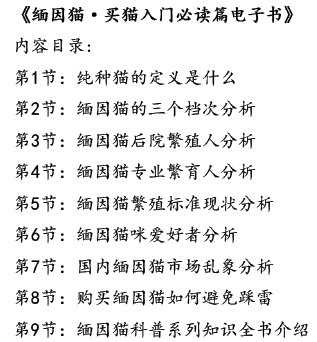 《缅因猫·买猫入门必读篇电子书》
内容目录：
第1节：纯种猫的定义是什么
第2节：缅因猫的三个档次分析
第3节：缅因猫后院繁殖人分析
第4节：缅因猫专业繁育人分析
第5节：缅因猫繁殖标准现状分析
第6节：缅因猫咪爱好者分析
第7节：国内缅因猫市场乱象分析
第8节：购买缅因猫如何避免踩雷
第9节：缅因猫科普系列知识全书介绍